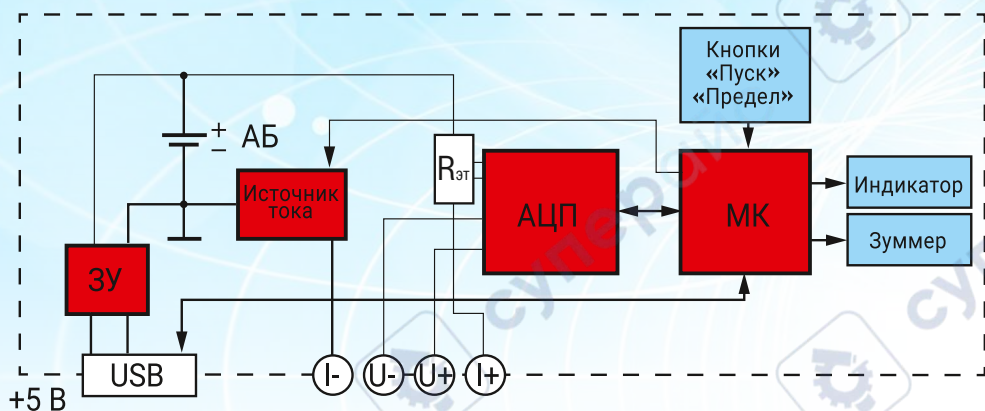 Кнопки
«Пуск»
«Предел»
+
− АБ
Rэт
Источник
тока
АЦП
МК
Индикатор
Зуммер
ЗУ
USB
I-
U-
U+
I+
+5 В